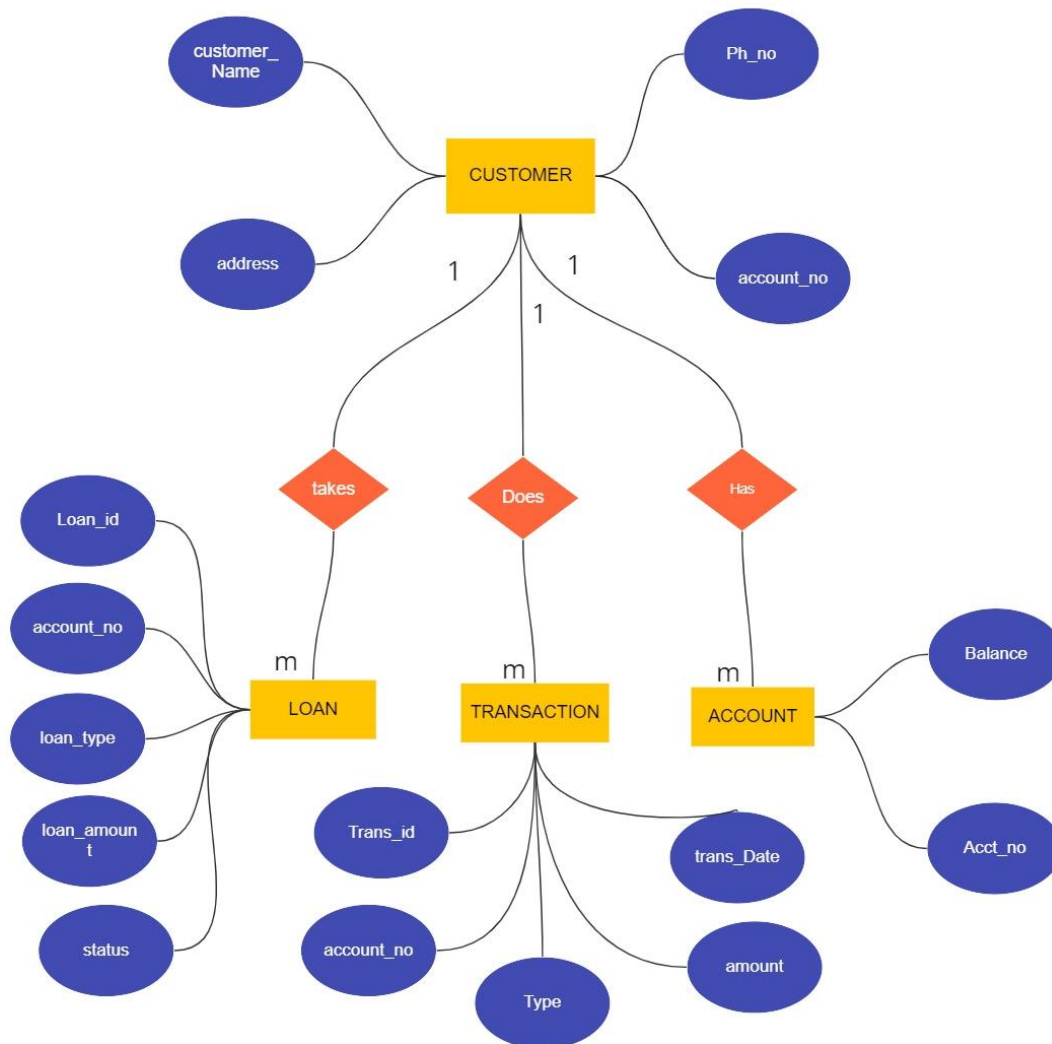 customer_
Name
Ph_no
CUSTOMER
address
account_no
1
1
1
takes
Does
Has
Loan_id
account_no
loan_type
loan_amoun
t
status
m
m
m
LOAN
TRANSACTION
ACCOUNT
Balance
Acct_no
Trans_id
trans_Date
account_no
Type
amount